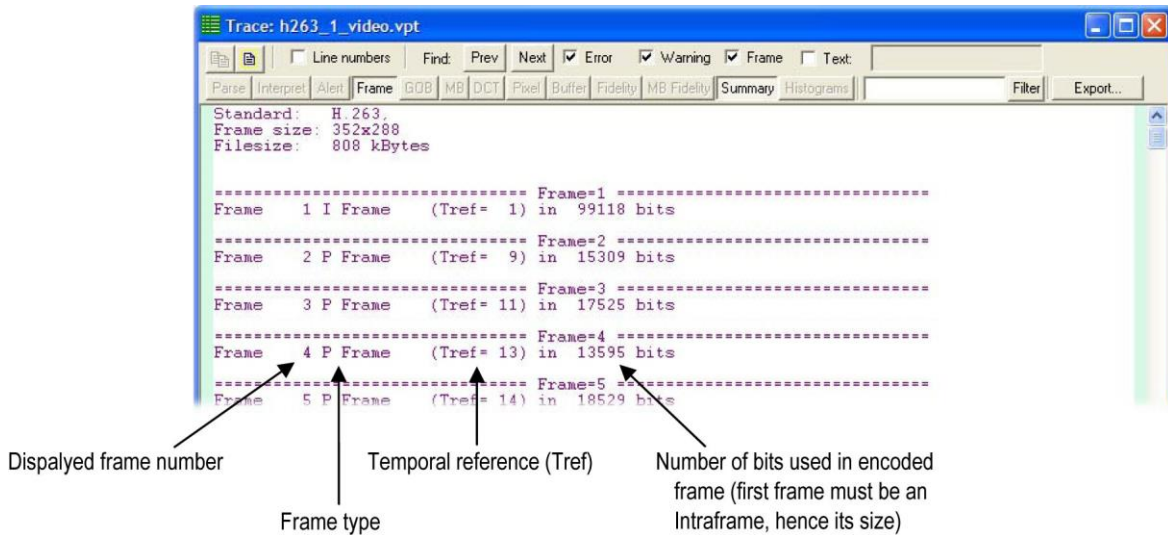 Trace: h263_1_video.vpt
Line numbers Find: Prev Next Error Warning Frame Text:
Parse Interpret Alert Frame GOB MB DCT Pixel Buffer Fidelity MB Fidelity Summary Histograms Filter Export...
Standard: H.263,
Frame size: 352x288
Filesize: 808 kBytes
================================ Frame=1 ================================
Frame 1 I Frame (Tref= 1) in 99118 bits
================================ Frame=2 ================================
Frame 2 P Frame (Tref= 9) in 15309 bits
================================ Frame=3 ================================
Frame 3 P Frame (Tref= 11) in 17525 bits
================================ Frame=4 ================================
Frame 4 P Frame (Tref= 13) in 13595 bits
================================ Frame=5 ================================
Frame 5 P Frame (Tref= 14) in 18529 bits
Dispalyed frame number
Frame type
Temporal reference (Tref)
Number of bits used in encoded
frame (first frame must be an
Intraframe, hence its size)